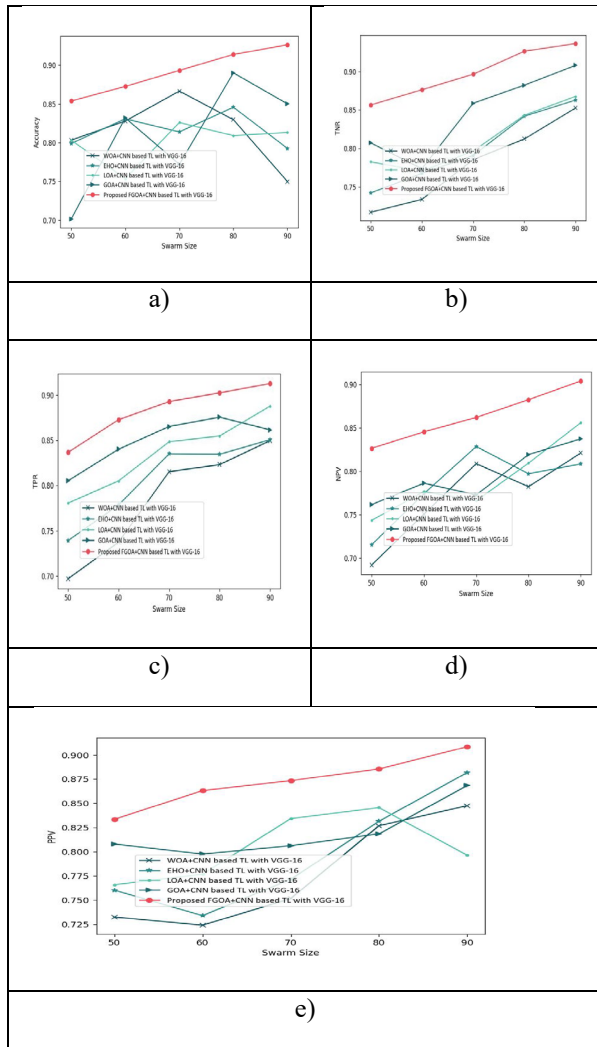 0.90
0.85
0.80
0.75
0.70
Accuracy
WOA+CNN based TL with VGG-16
EHO+CNN based TL with VGG-16
LOA+CNN based TL with VGG-16
GOA+CNN based TL with VGG-16
Proposed FGOA+CNN based TL with VGG-16
50 60 70 80 90
Swarm Size
a)
0.90
0.85
0.80
0.75
TNR
WOA+CNN based TL with VGG-16
EHO+CNN based TL with VGG-16
LOA+CNN based TL with VGG-16
GOA+CNN based TL with VGG-16
Proposed FGOA+CNN based TL with VGG-16
50 60 70 80 90
Swarm Size
b)
0.90
0.85
0.80
0.75
0.70
TPR
WOA+CNN based TL with VGG-16
EHO+CNN based TL with VGG-16
LOA+CNN based TL with VGG-16
GOA+CNN based TL with VGG-16
Proposed FGOA+CNN based TL with VGG-16
50 60 70 80 90
Swarm Size
c)
0.90
0.85
0.80
0.75
0.70
NPV
WOA+CNN based TL with VGG-16
EHO+CNN based TL with VGG-16
LOA+CNN based TL with VGG-16
GOA+CNN based TL with VGG-16
Proposed FGOA+CNN based TL with VGG-16
50 60 70 80 90
Swarm Size
d)
0.900
0.875
0.850
0.825
0.800
0.775
0.750
0.725
PPV
WOA+CNN based TL with VGG-16
EHO+CNN based TL with VGG-16
LOA+CNN based TL with VGG-16
GOA+CNN based TL with VGG-16
Proposed FGOA+CNN based TL with VGG-16
50 60 70 80 90
Swarm Size
e)